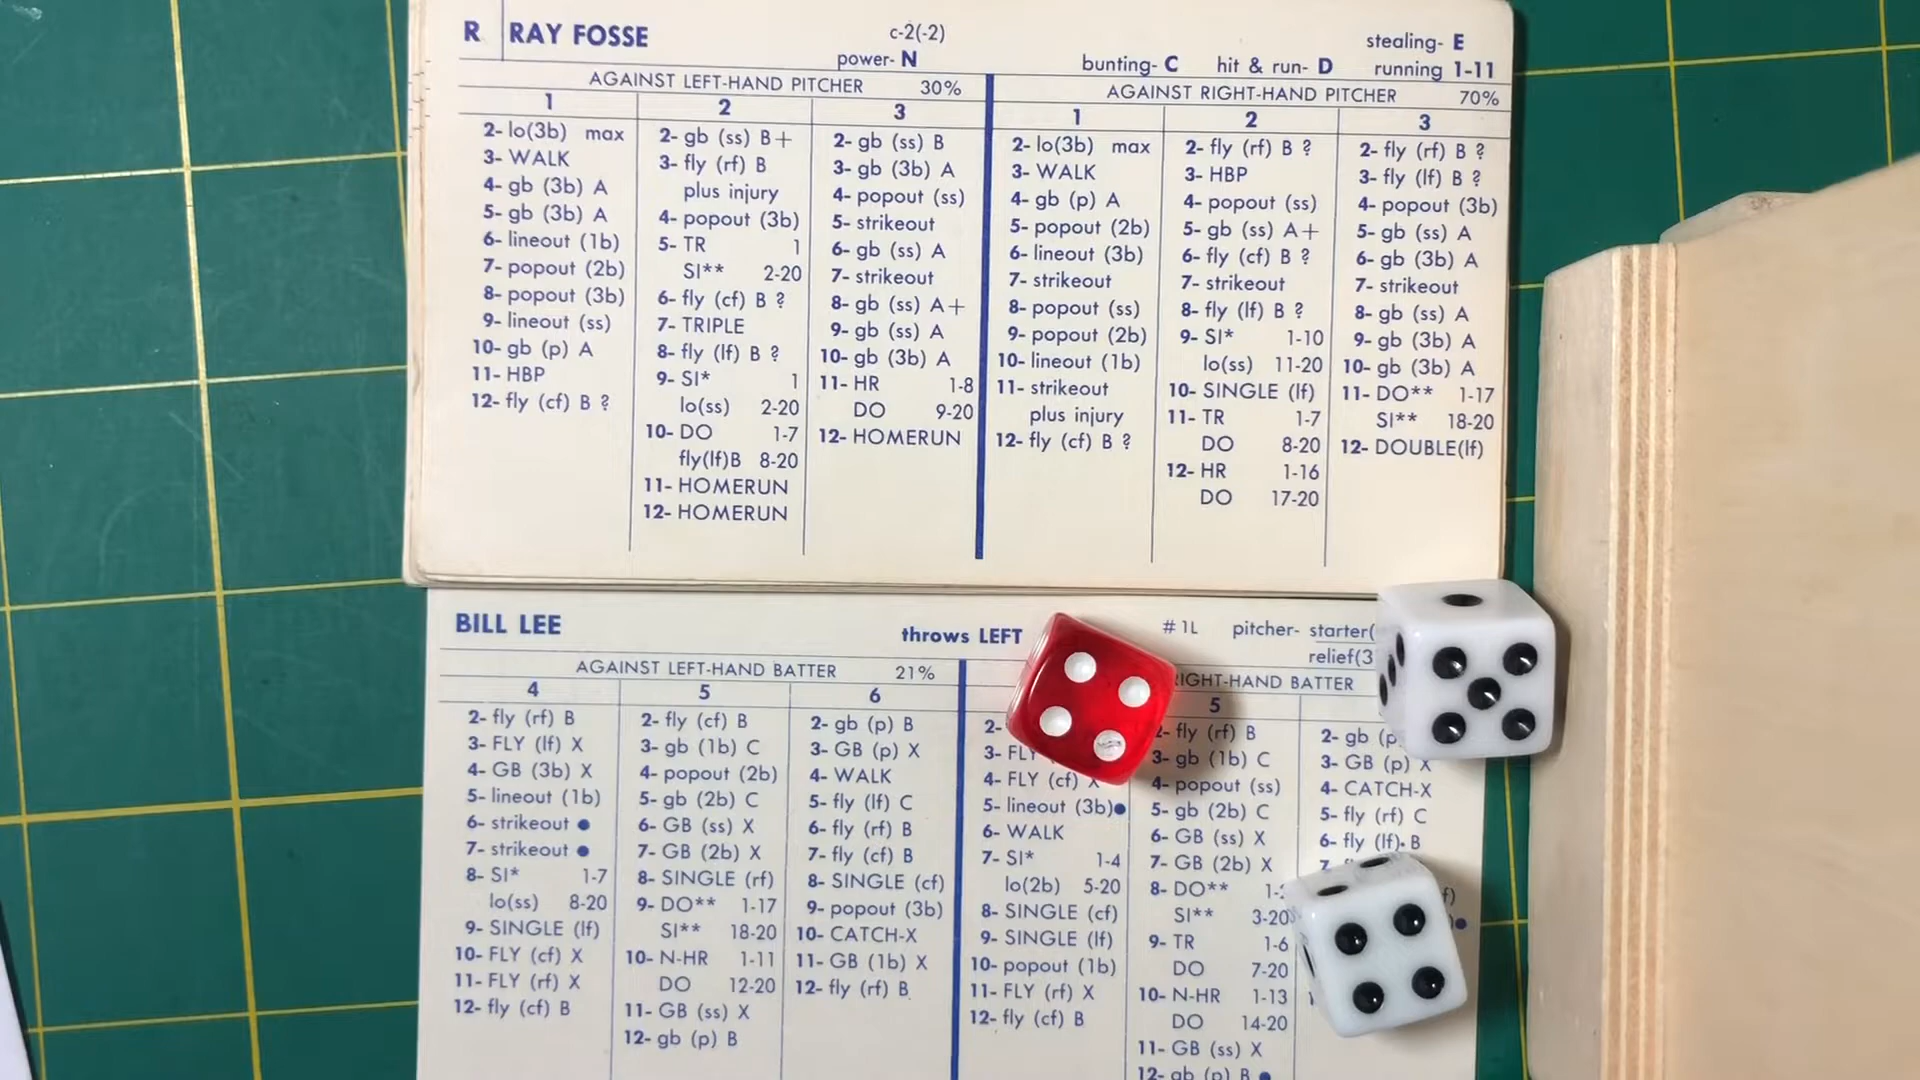 R RAY FOSSE c-2(-2) stealing- E
power- N bunting- C hit & run- D running 1-11
AGAINST LEFT-HAND PITCHER 30%
1
2- lo(3b) max
3- WALK
4- gb (3b) A
5- gb (3b) A
6- lineout (1b)
7- popout (2b)
8- popout (3b)
9- lineout (ss)
10- gb (p) A
11- HBP
12- fly (cf) B ?
2
2- gb (ss) B+
3- fly (rf) B
plus injury
4- popout (3b)
5- TR 1
SI** 2-20
6- fly (cf) B ?
7- TRIPLE
8- fly (lf) B ?
9- SI* 1
lo(ss) 2-20
10- DO 1-7
fly(lf)B 8-20
11- HOMERUN
12- HOMERUN
3
2- gb (ss) B
3- gb (3b) A
4- popout (ss)
5- strikeout
6- gb (ss) A
7- strikeout
8- gb (ss) A+
9- gb (ss) A
10- gb (3b) A
11- HR 1-8
DO 9-20
12- HOMERUN
AGAINST RIGHT-HAND PITCHER 70%
1
2- lo(3b) max
3- WALK
4- gb (p) A
5- popout (2b)
6- lineout (3b)
7- strikeout
8- popout (ss)
9- popout (2b)
10- lineout (1b)
11- strikeout
plus injury
12- fly (cf) B ?
2
2- fly (rf) B ?
3- HBP
4- popout (ss)
5- gb (ss) A+
6- fly (cf) B ?
7- strikeout
8- fly (lf) B ?
9- SI* 1-10
lo(ss) 11-20
10- SINGLE (lf)
11- TR 1-7
DO 8-20
12- HR 1-16
DO 17-20
3
2- fly (rf) B ?
3- fly (lf) B ?
4- popout (3b)
5- gb (ss) A
6- gb (3b) A
7- strikeout
8- gb (ss) A
9- gb (3b) A
10- gb (3b) A
11- DO** 1-17
SI** 18-20
12- DOUBLE(lf)
BILL LEE throws LEFT #1L pitcher- starter(
relief(3
AGAINST LEFT-HAND BATTER 21%
4
2- fly (rf) B
3- FLY (lf) X
4- GB (3b) X
5- lineout (1b)
6- strikeout ●
7- strikeout ●
8- SI* 1-7
lo(ss) 8-20
9- SINGLE (lf)
10- FLY (cf) X
11- FLY (rf) X
12- fly (cf) B
5
2- fly (cf) B
3- gb (1b) C
4- popout (2b)
5- gb (2b) C
6- GB (ss) X
7- GB (2b) X
8- SINGLE (rf)
9- DO** 1-17
SI** 18-20
10- N-HR 1-11
DO 12-20
11- GB (ss) X
12- gb (p) B
6
2- gb (p) B
3- GB (p) X
4- WALK
5- fly (lf) C
6- fly (rf) B
7- fly (cf) B
8- SINGLE (cf)
9- popout (3b)
10- CATCH-X
11- GB (1b) X
12- fly (rf) B
RIGHT-HAND BATTER
2-
3- FLY
4- FLY (cf) X
5- lineout (3b)●
6- WALK
7- SI* 1-4
lo(2b) 5-20
8- SINGLE (cf)
9- SINGLE (lf)
10- popout (1b)
11- FLY (rf) X
12- fly (cf) B
5
2- fly (rf) B
3- gb (1b) C
4- popout (ss)
5- gb (2b) C
6- GB (ss) X
7- GB (2b) X
8- DO** 1-
SI** 3-20
9- TR 1-6
DO 7-20
10- N-HR 1-13
DO 14-20
11- GB (ss) X
12- gb (p) B ●
2- gb (p
3- GB (p) X
4- CATCH-X
5- fly (rf) C
6- fly (lf) B
7-